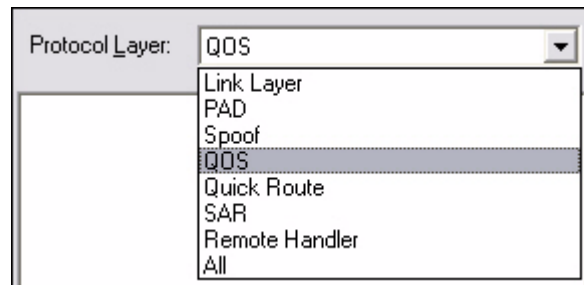 Protocol Layer: QOS
Link Layer
PAD
Spoof
QOS
Quick Route
SAR
Remote Handler
All